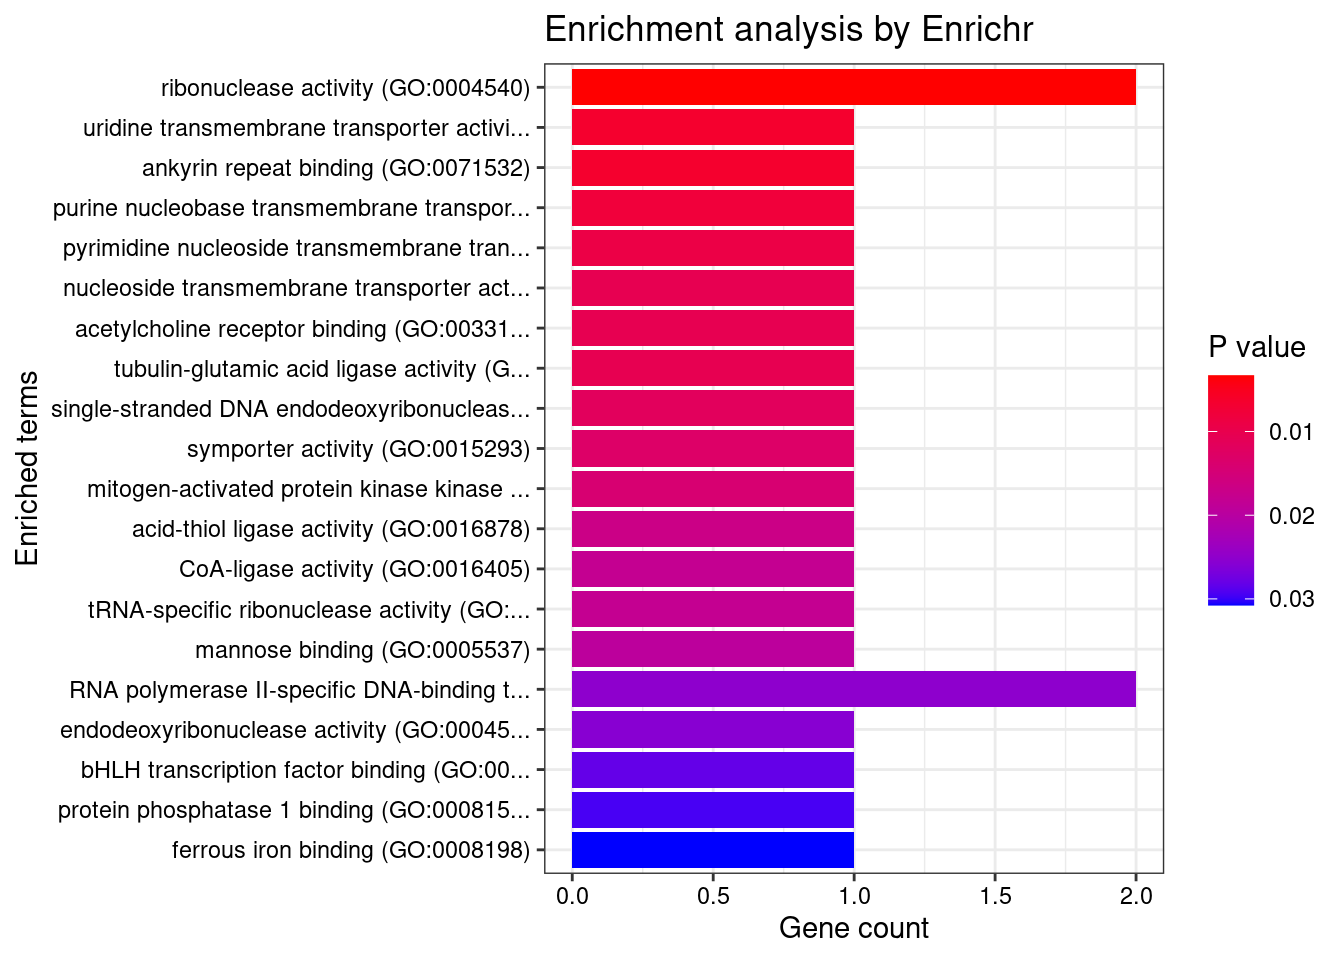 Enrichment analysis by Enrichr
ribonuclease activity (GO:0004540)
uridine transmembrane transporter activi...
ankyrin repeat binding (GO:0071532)
purine nucleobase transmembrane transpor...
pyrimidine nucleoside transmembrane tran...
nucleoside transmembrane transporter act...
acetylcholine receptor binding (GO:00331...
tubulin-glutamic acid ligase activity (G...
single-stranded DNA endodeoxyribonucleas...
symporter activity (GO:0015293)
mitogen-activated protein kinase kinase ...
acid-thiol ligase activity (GO:0016878)
CoA-ligase activity (GO:0016405)
tRNA-specific ribonuclease activity (GO:...
mannose binding (GO:0005537)
RNA polymerase II-specific DNA-binding t...
endodeoxyribonuclease activity (GO:00045...
bHLH transcription factor binding (GO:00...
protein phosphatase 1 binding (GO:000815...
ferrous iron binding (GO:0008198)
Enriched terms
0.0 0.5 1.0 1.5 2.0
Gene count
P value
0.01
0.02
0.03